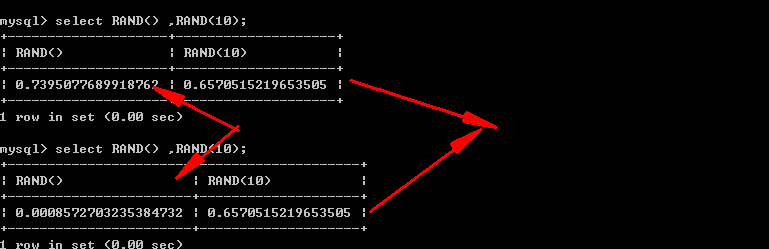 mysql> select RAND() ,RAND(10);
+--------------------+--------------------+
| RAND()             | RAND(10)           |
+--------------------+--------------------+
| 0.7395077689918762 | 0.6570515219653505 |
+--------------------+--------------------+
1 row in set (0.00 sec)
mysql> select RAND() ,RAND(10);
+-----------------------+--------------------+
| RAND()                | RAND(10)           |
+-----------------------+--------------------+
| 0.0008572703235384732 | 0.6570515219653505 |
+-----------------------+--------------------+
1 row in set (0.00 sec)